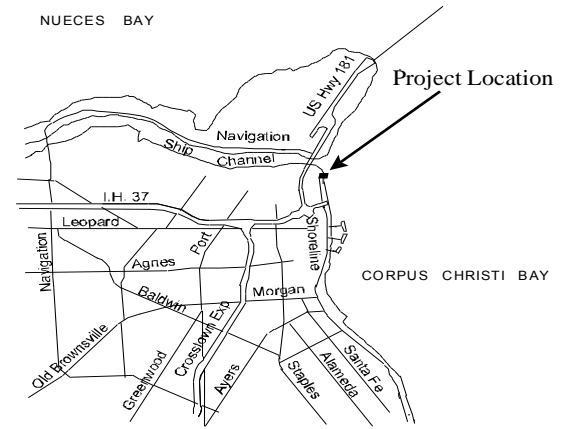 NUECES BAY
US Hwy 181
Project Location
Navigation
Ship Channel
I.H. 37
Leopard
Port
Shoreline
Navigation
Agnes
CORPUS CHRISTI BAY
Baldwin
Morgan
Crosstown Exp
Old Brownsville
Greenwood
Ayers
Staples
Alameda
Santa Fe